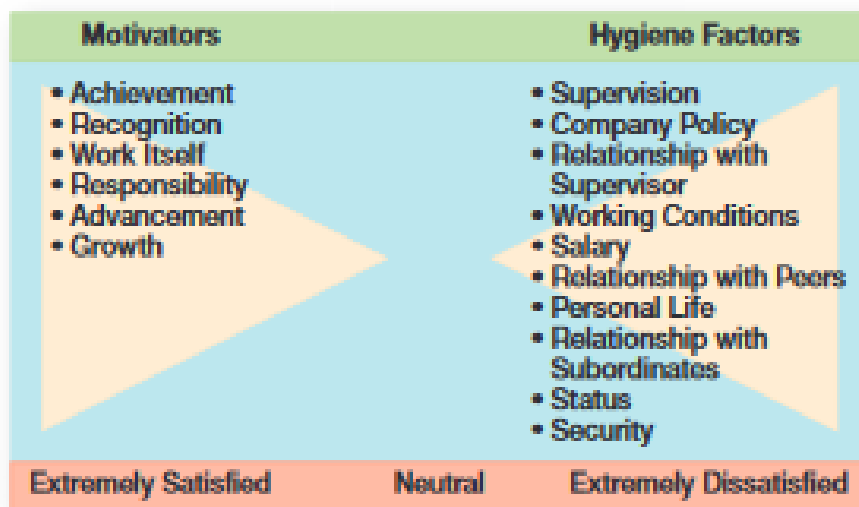 Motivators
Hygiene Factors
• Achievement
• Recognition
• Work Itself
• Responsibility
• Advancement
• Growth
• Supervision
• Company Policy
• Relationship with
Supervisor
• Working Conditions
• Salary
• Relationship with Peers
• Personal Life
• Relationship with
Subordinates
• Status
• Security
Extremely Satisfied
Neutral
Extremely Dissatisfied